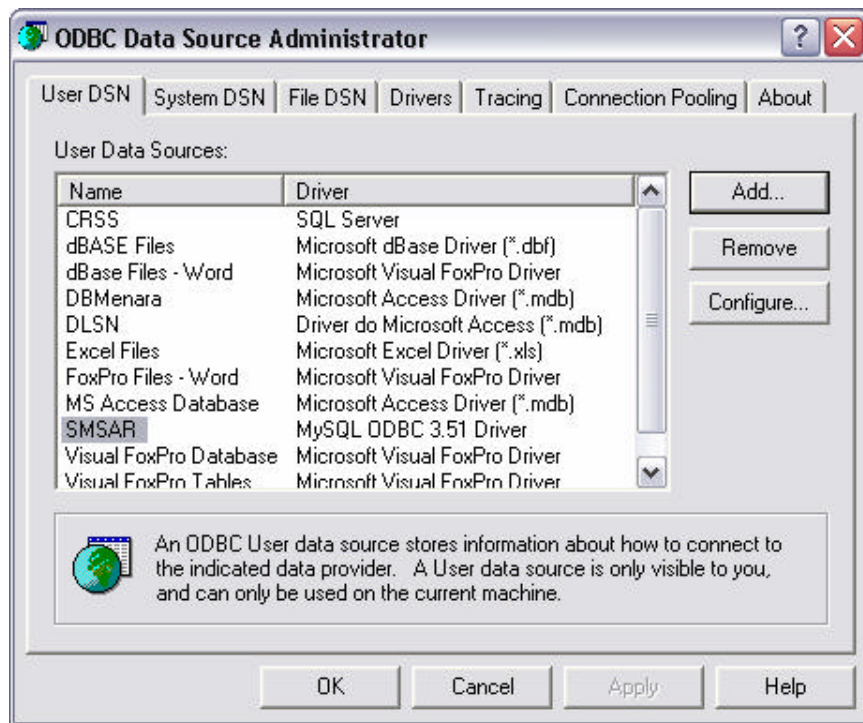 ODBC Data Source Administrator
User DSN System DSN File DSN Drivers Tracing Connection Pooling About
User Data Sources:
Name Driver
CRSS SQL Server
dBASE Files Microsoft dBase Driver (*.dbf)
dBase Files - Word Microsoft Visual FoxPro Driver
DBMenara Microsoft Access Driver (*.mdb)
DLSN Driver do Microsoft Access (*.mdb)
Excel Files Microsoft Excel Driver (*.xls)
FoxPro Files - Word Microsoft Visual FoxPro Driver
MS Access Database Microsoft Access Driver (*.mdb)
SMSAR MySQL ODBC 3.51 Driver
Visual FoxPro Database Microsoft Visual FoxPro Driver
Visual FoxPro Tables Microsoft Visual FoxPro Driver
Add...
Remove
Configure...
An ODBC User data source stores information about how to connect to
the indicated data provider. A User data source is only visible to you,
and can only be used on the current machine.
OK Cancel Apply Help